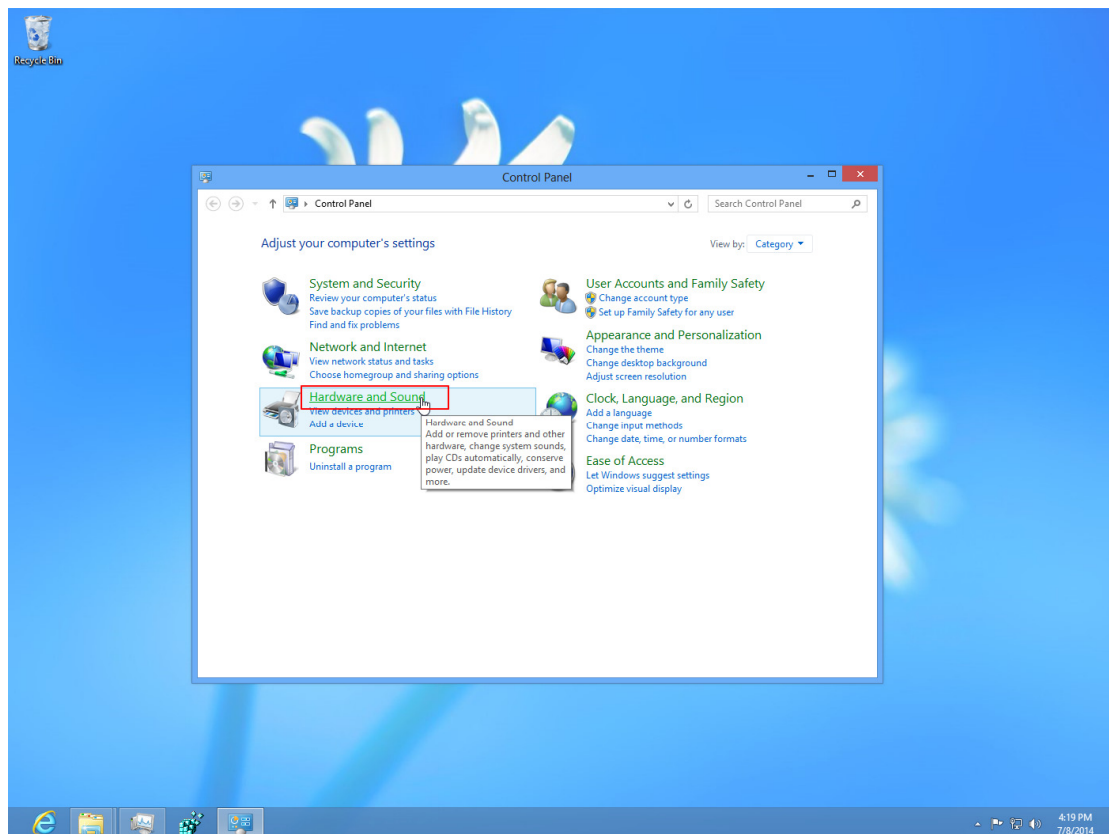 Recycle Bin
Control Panel
Control Panel
Search Control Panel
Adjust your computer's settings
View by: Category
System and Security
Review your computer's status
Save backup copies of your files with File History
Find and fix problems
Network and Internet
View network status and tasks
Choose homegroup and sharing options
Hardware and Sound
View devices and printers
Add a device
Programs
Uninstall a program
Hardware and Sound
Add or remove printers and other
hardware, change system sounds,
play CDs automatically, conserve
power, update device drivers, and
more.
User Accounts and Family Safety
Change account type
Set up Family Safety for any user
Appearance and Personalization
Change the theme
Change desktop background
Adjust screen resolution
Clock, Language, and Region
Add a language
Change input methods
Change date, time, or number formats
Ease of Access
Let Windows suggest settings
Optimize visual display
4:19 PM
7/8/2014